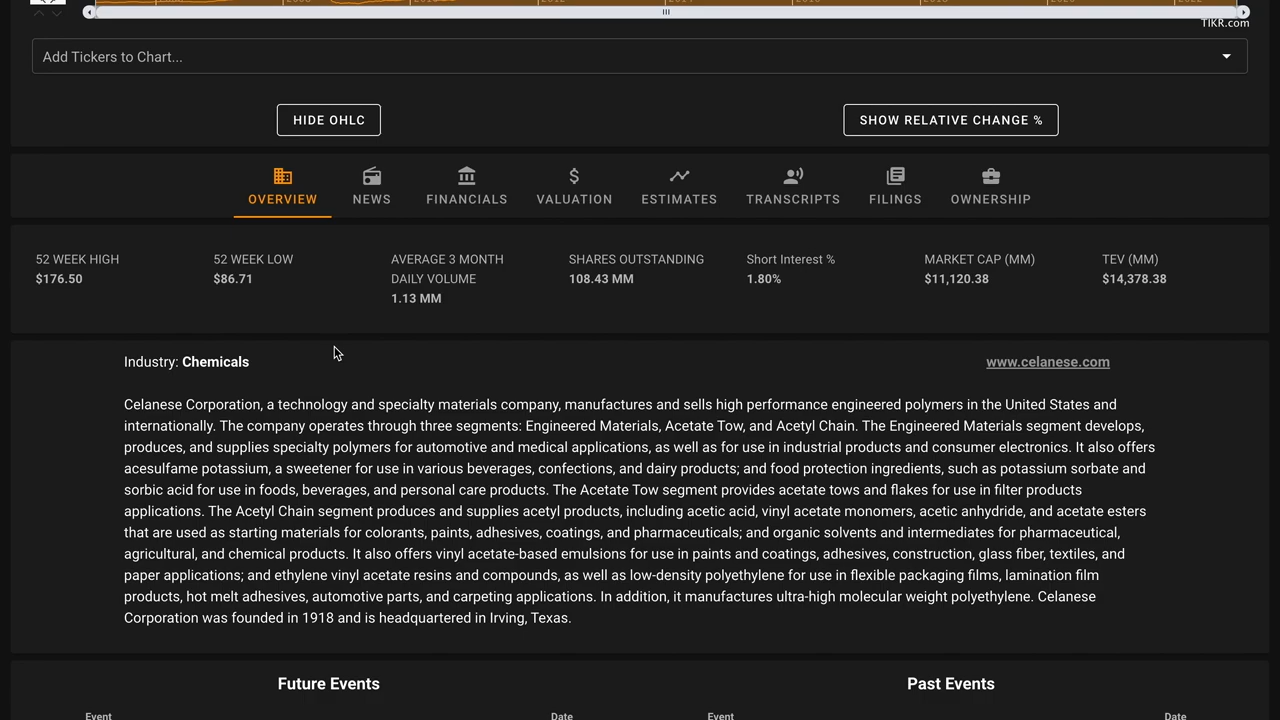 TIKR.com
Add Tickers to Chart...
HIDE OHLC
SHOW RELATIVE CHANGE %
OVERVIEW
NEWS
FINANCIALS
VALUATION
ESTIMATES
TRANSCRIPTS
FILINGS
OWNERSHIP
52 WEEK HIGH
$176.50
52 WEEK LOW
$86.71
AVERAGE 3 MONTH
DAILY VOLUME
1.13 MM
SHARES OUTSTANDING
108.43 MM
Short Interest %
1.80%
MARKET CAP (MM)
$11,120.38
TEV (MM)
$14,378.38
Industry: Chemicals
www.celanese.com
Celanese Corporation, a technology and specialty materials company, manufactures and sells high performance engineered polymers in the United States and
internationally. The company operates through three segments: Engineered Materials, Acetate Tow, and Acetyl Chain. The Engineered Materials segment develops,
produces, and supplies specialty polymers for automotive and medical applications, as well as for use in industrial products and consumer electronics. It also offers
acesulfame potassium, a sweetener for use in various beverages, confections, and dairy products; and food protection ingredients, such as potassium sorbate and
sorbic acid for use in foods, beverages, and personal care products. The Acetate Tow segment provides acetate tows and flakes for use in filter products
applications. The Acetyl Chain segment produces and supplies acetyl products, including acetic acid, vinyl acetate monomers, acetic anhydride, and acetate esters
that are used as starting materials for colorants, paints, adhesives, coatings, and pharmaceuticals; and organic solvents and intermediates for pharmaceutical,
agricultural, and chemical products. It also offers vinyl acetate-based emulsions for use in paints and coatings, adhesives, construction, glass fiber, textiles, and
paper applications; and ethylene vinyl acetate resins and compounds, as well as low-density polyethylene for use in flexible packaging films, lamination film
products, hot melt adhesives, automotive parts, and carpeting applications. In addition, it manufactures ultra-high molecular weight polyethylene. Celanese
Corporation was founded in 1918 and is headquartered in Irving, Texas.
Future Events
Past Events
Event
Date
Event
Date